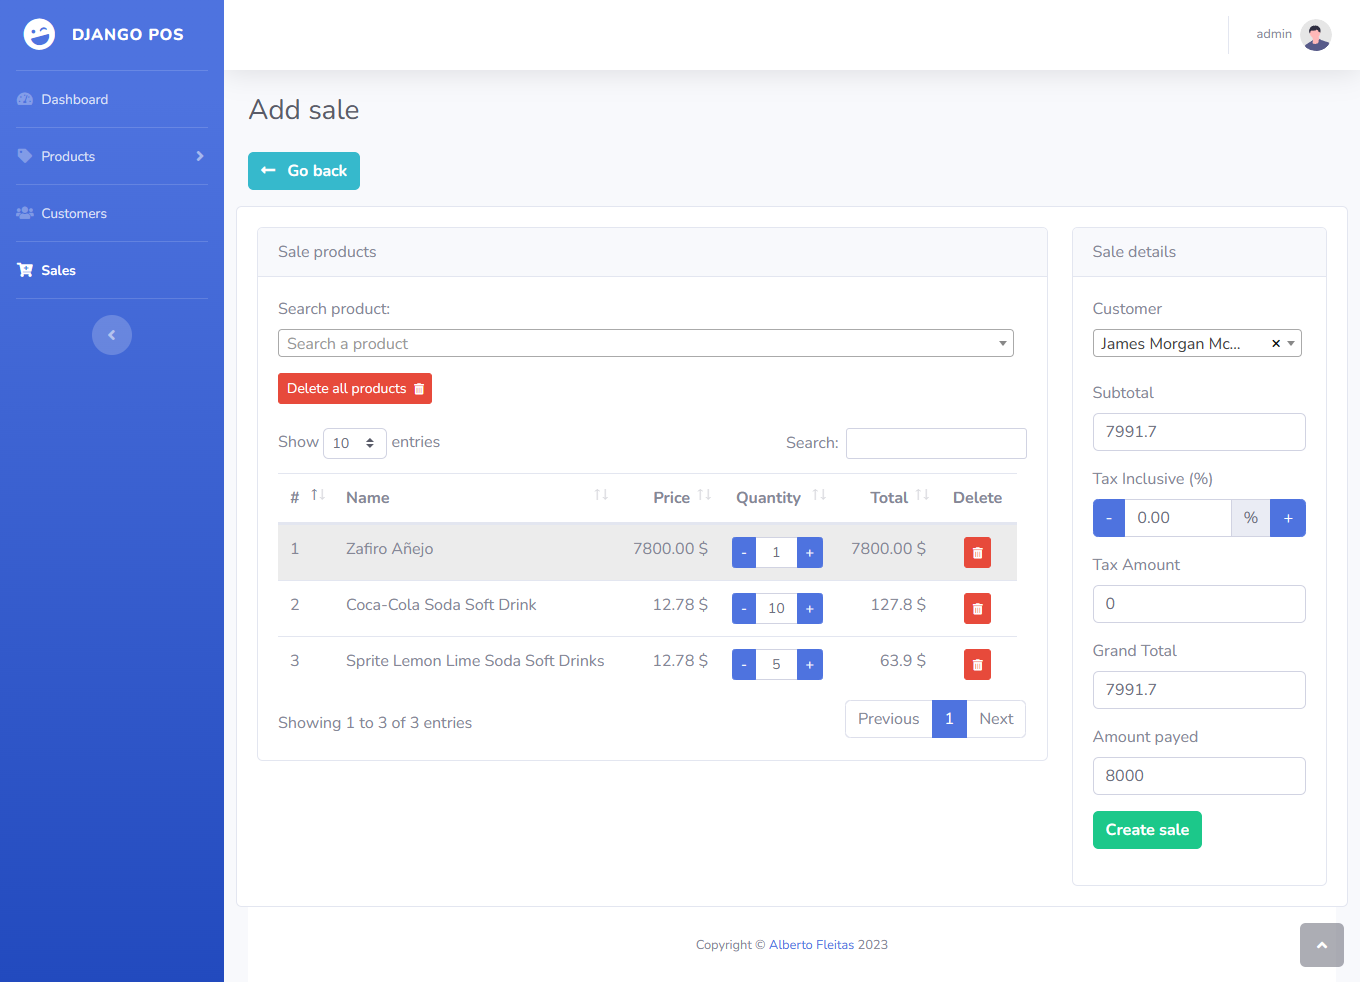 DJANGO POS
admin
Dashboard
Products
Customers
Sales
Add sale
Go back
Sale products
Search product:
Search a product
Delete all products
Show 10 entries
Search:
# Name Price Quantity Total Delete
1 Zafiro Añejo 7800.00 $ - 1 + 7800.00 $
2 Coca-Cola Soda Soft Drink 12.78 $ - 10 + 127.8 $
3 Sprite Lemon Lime Soda Soft Drinks 12.78 $ - 5 + 63.9 $
Showing 1 to 3 of 3 entries
Previous 1 Next
Sale details
Customer
James Morgan Mc... ×
Subtotal
7991.7
Tax Inclusive (%)
- 0.00 % +
Tax Amount
0
Grand Total
7991.7
Amount payed
8000
Create sale
Copyright © Alberto Fleitas 2023